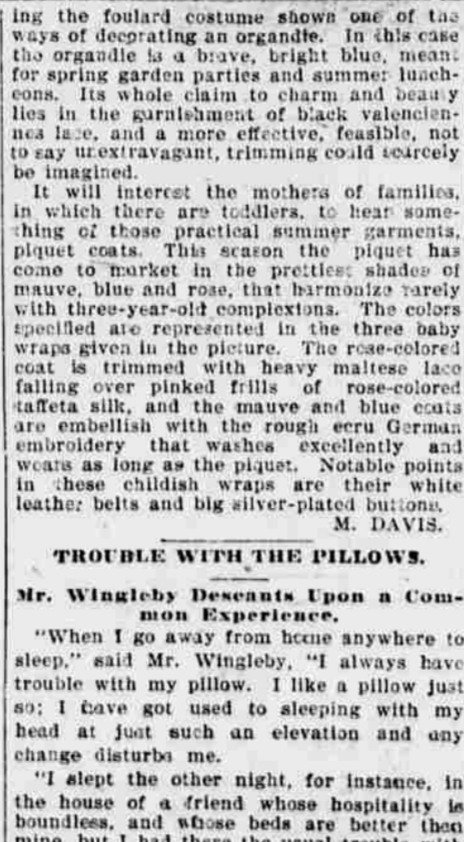 ing the foulard costume shown one of the
ways of decorating an organdie. In this case
the organdie is a brave, bright blue, meant
for spring garden parties and summer lunch-
eons. Its whole claim to charm and beauty
lies in the garnishment of black valencien-
nes lace, and a more effective, feasible, not
to say unextravagant, trimming could scarcely
be imagined.
It will interest the mothers of families,
in which there are toddlers, to hear some-
thing of those practical summer garments,
piquet coats. This season the piquet has
come to market in the prettiest shades of
mauve, blue and rose, that harmonize rarely
with three-year-old complexions. The colors
specified are represented in the three baby
wraps given in the picture. The rose-colored
coat is trimmed with heavy maltese lace
falling over pinked frills of rose-colored
taffeta silk, and the mauve and blue coats
are embellish with the rough ecru German
embroidery that washes excellently and
wears as long as the piquet. Notable points
in these childish wraps are their white
leather belts and big silver-plated buttons.
M. DAVIS.
TROUBLE WITH THE PILLOWS.
Mr. Wingleby Descants Upon a Com-
mon Experience.
"When I go away from home anywhere to
sleep," said Mr. Wingleby, "I always have
trouble with my pillow. I like a pillow just
so; I have got used to sleeping with my
head at just such an elevation and any
change disturbs me.
"I slept the other night, for instance, in
the house of a friend whose hospitality is
boundless, and whose beds are better then
mine, but I had there the usual trouble with